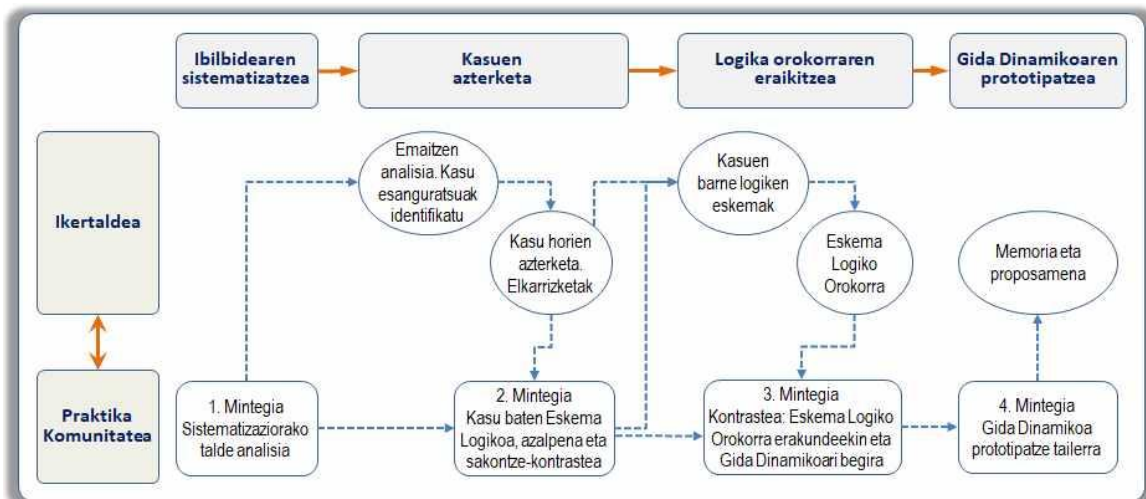 Ibilbidearen
sistematizatzea
Kasuen
azterketa
Logika orokorraren
eraikitzea
Gida Dinamikoaren
prototipatzea
Ikertaldea
Emaitzen
analisia. Kasu
esanguratsuak
identifikatu
Kasu horien
azterketa.
Elkarrizketak
Kasuen
barne logiken
eskemak
Eskema
Logiko
Orokorra
Memoria eta
proposamena
Praktika
Komunitatea
1. Mintegia
Sistematizaziorako
talde analisia
2. Mintegia
Kasu baten Eskema
Logikoa, azalpena eta
sakontze-kontrastea
3. Mintegia
Kontrastea: Eskema Logiko
Orokorra erakundeekin eta
Gida Dinamikoari begira
4. Mintegia
Gida Dinamikoa
prototipatze tailerra